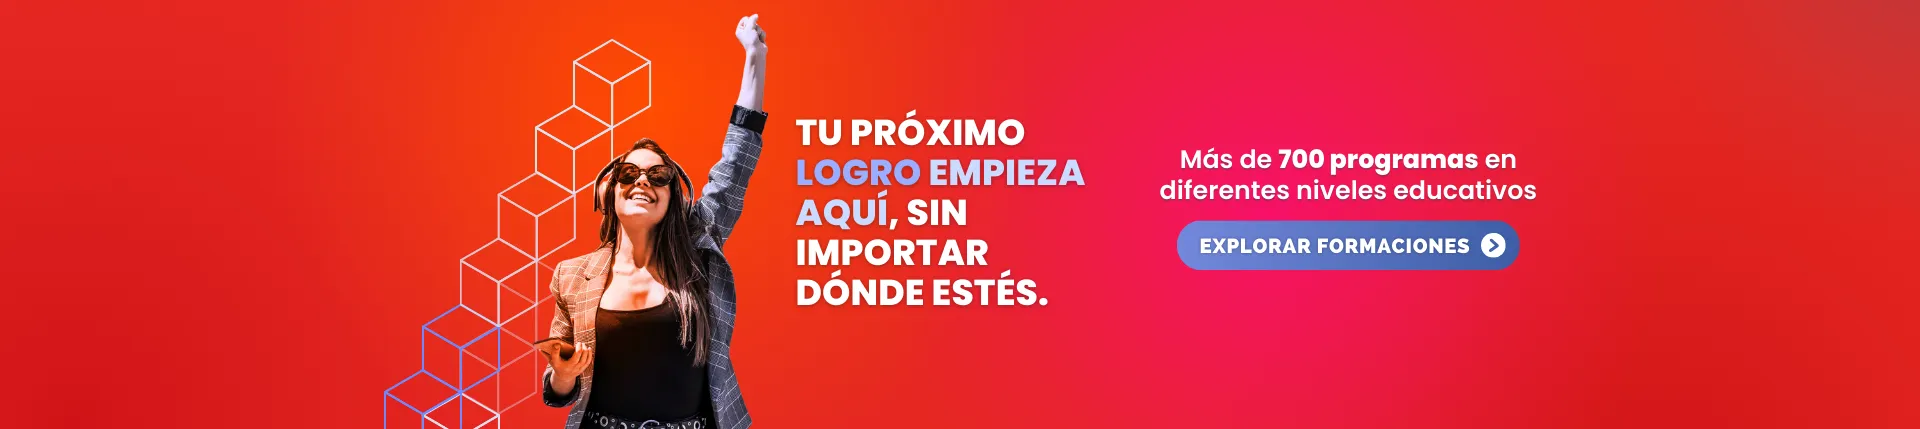 TU PRÓXIMO
LOGRO EMPIEZA
AQUÍ, SIN
IMPORTAR
DÓNDE ESTÉS.
Más de 700 programas en
diferentes niveles educativos
EXPLORAR FORMACIONES